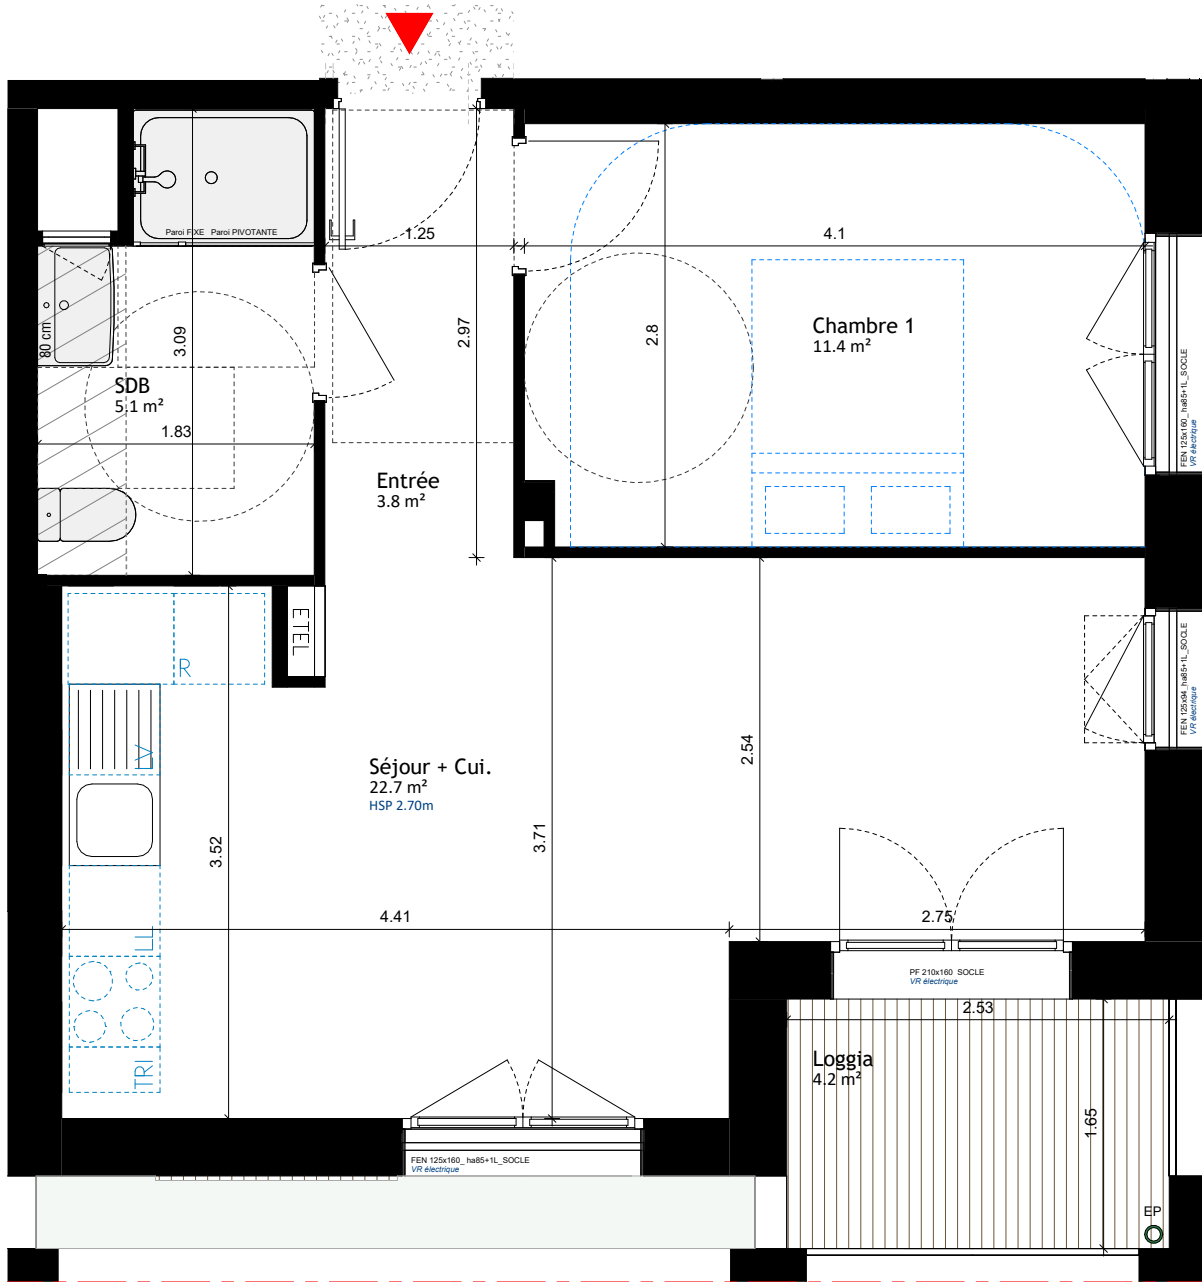 Paroi FIXE Paroi PIVOTANTE
1.25
4.1
2.97
2.8
3.09
80 cm
Chambre 1
11.4 m²
SDB
5.1 m²
1.83
Entrée
3.8 m²
FEN 125x160_ha85+1L_SOCLE
VR électrique
ETEL
R
LV
Séjour + Cui.
22.7 m²
HSP 2.70m
2.54
FEN 125x94_ha85+1L_SOCLE
VR électrique
3.52
3.71
4.41
2.75
LL
TRI
PF 210x160 SOCLE
VR électrique
2.53
Loggia
4.2 m²
1.65
FEN 125x160_ha85+1L_SOCLE
VR électrique
EP